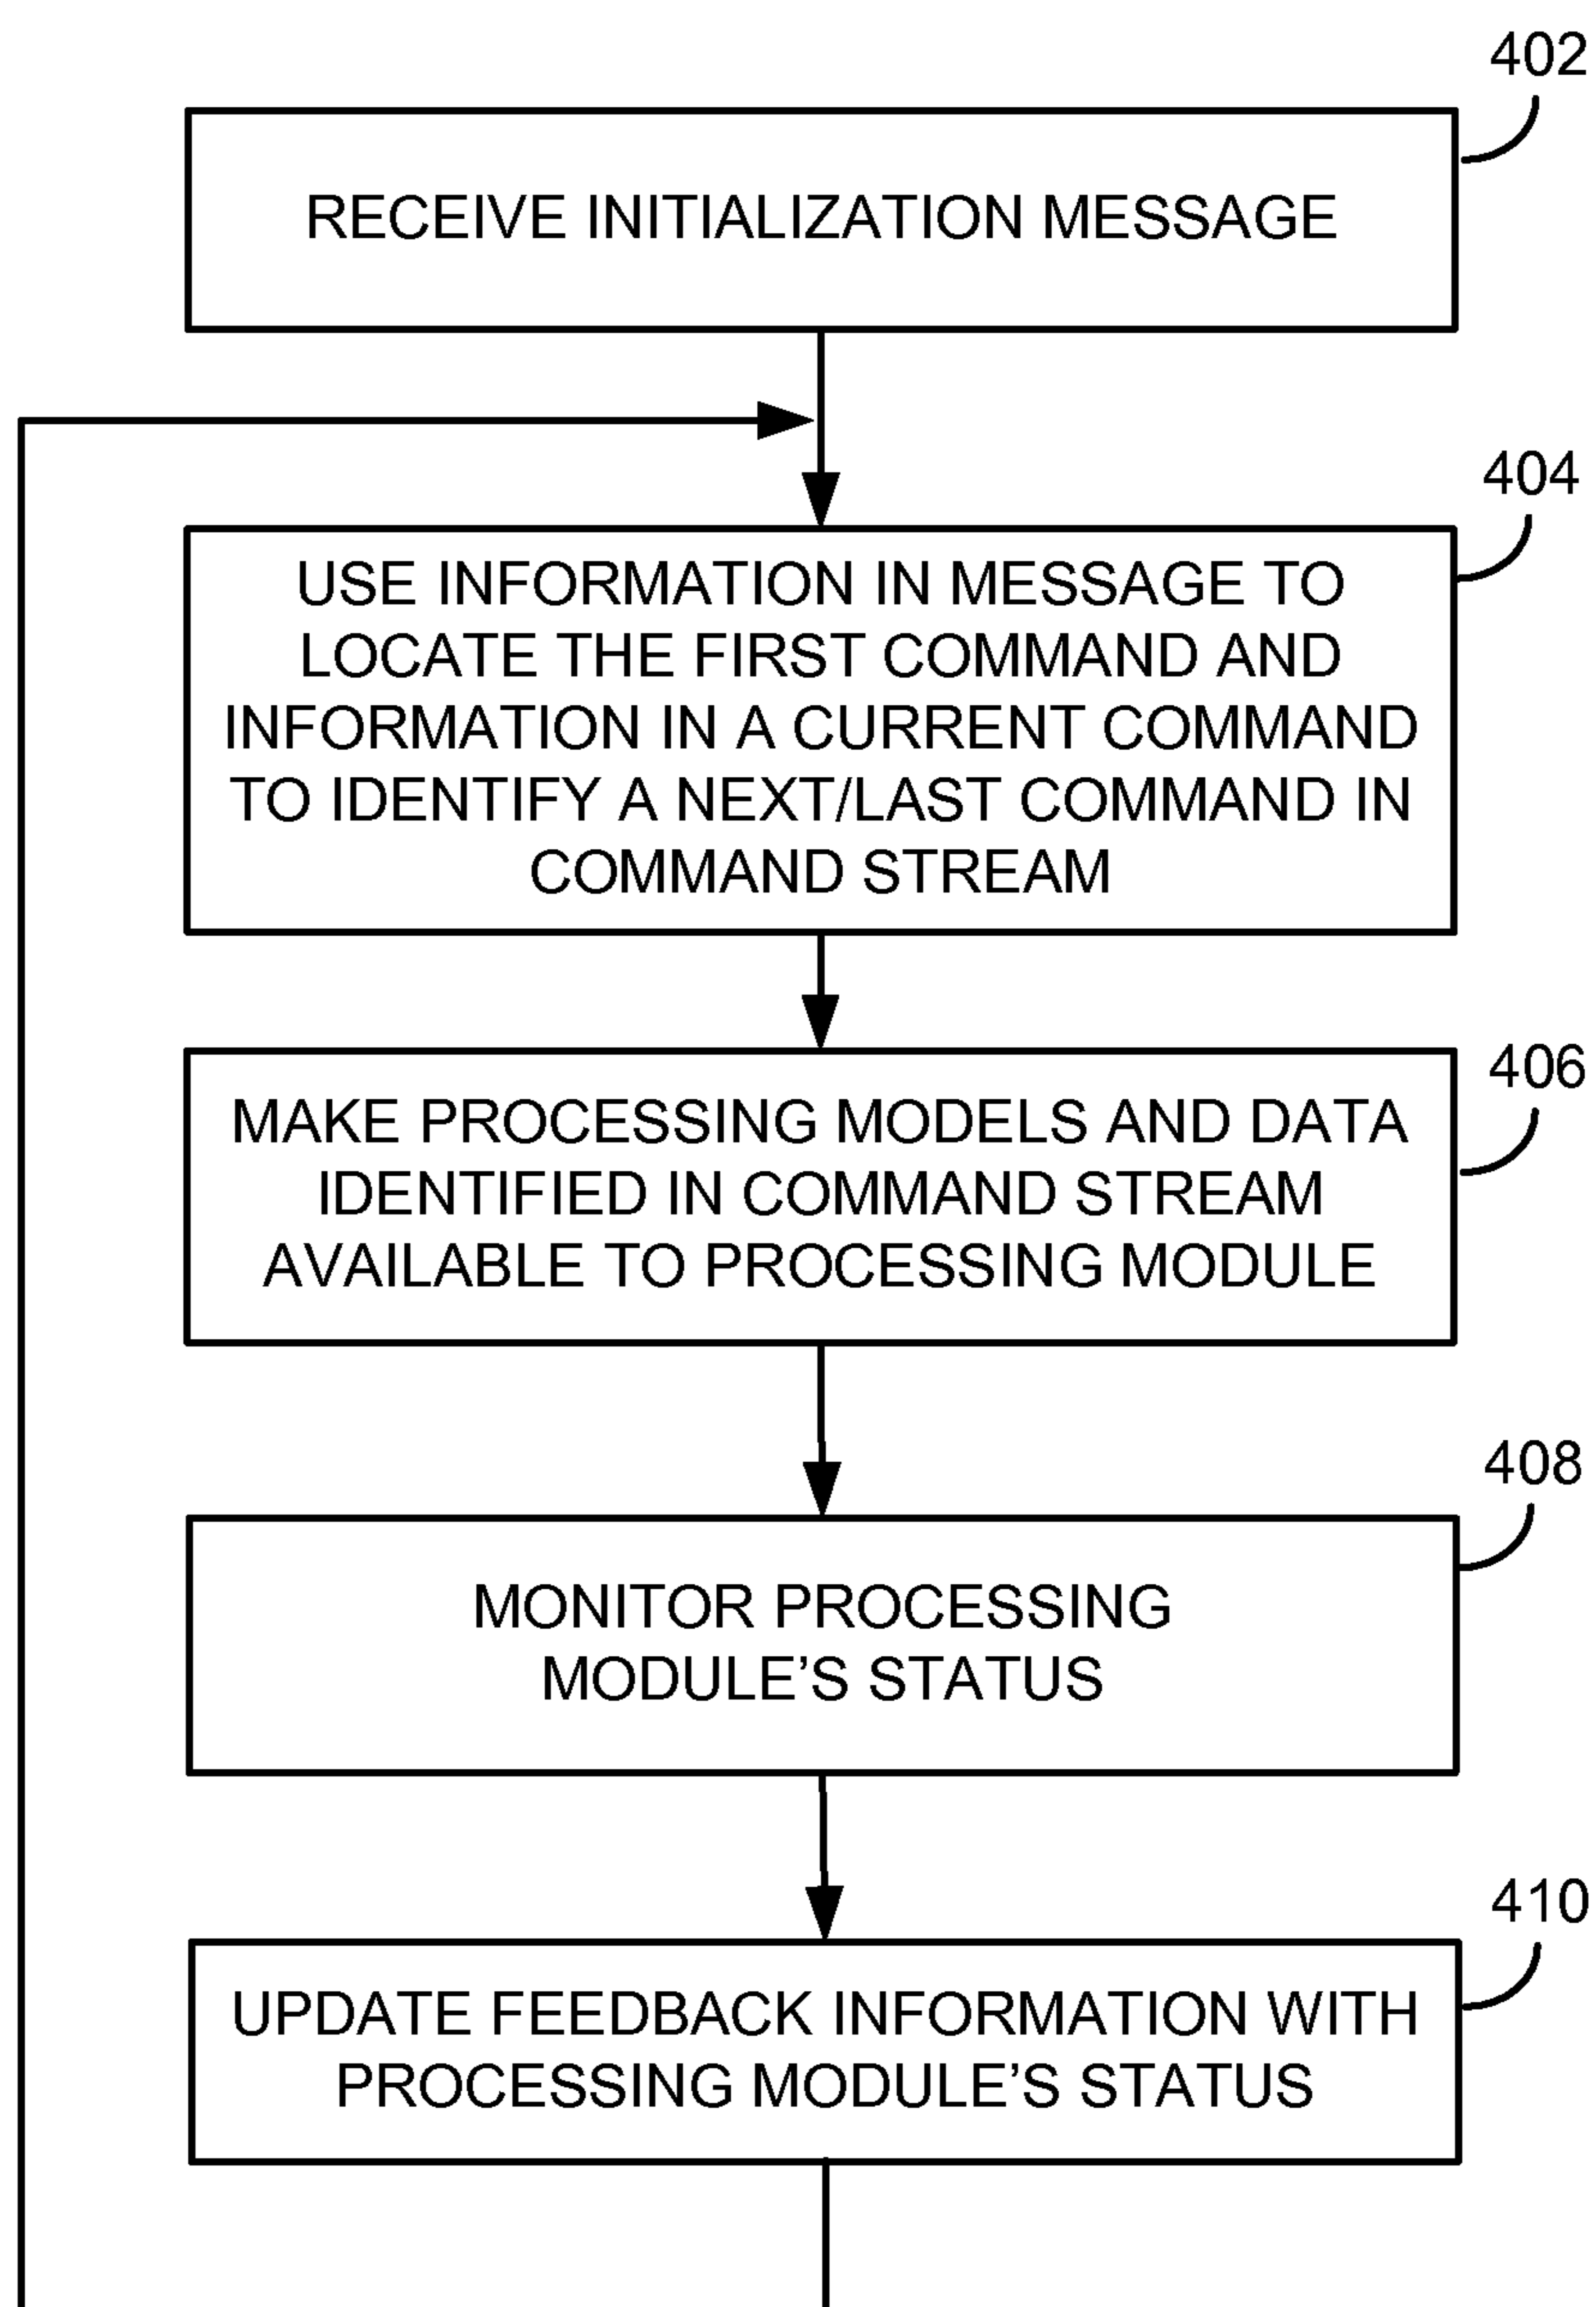 402
RECEIVE INITIALIZATION MESSAGE
404
USE INFORMATION IN MESSAGE TO
LOCATE THE FIRST COMMAND AND
INFORMATION IN A CURRENT COMMAND
TO IDENTIFY A NEXT/LAST COMMAND IN
COMMAND STREAM
406
MAKE PROCESSING MODELS AND DATA
IDENTIFIED IN COMMAND STREAM
AVAILABLE TO PROCESSING MODULE
408
MONITOR PROCESSING
MODULE'S STATUS
410
UPDATE FEEDBACK INFORMATION WITH
PROCESSING MODULE'S STATUS